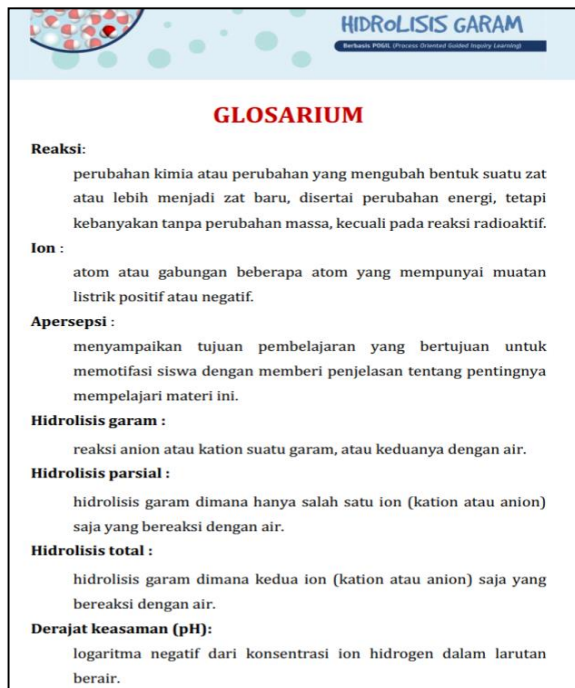 HIDROLISIS GARAM
Berbasis POGIL (Process Oriented Guided Inquiry Learning)
GLOSARIUM
Reaksi:
perubahan kimia atau perubahan yang mengubah bentuk suatu zat
atau lebih menjadi zat baru, disertai perubahan energi, tetapi
kebanyakan tanpa perubahan massa, kecuali pada reaksi radioaktif.
Ion :
atom atau gabungan beberapa atom yang mempunyai muatan
listrik positif atau negatif.
Apersepsi :
menyampaikan tujuan pembelajaran yang bertujuan untuk
memotifasi siswa dengan memberi penjelasan tentang pentingnya
mempelajari materi ini.
Hidrolisis garam :
reaksi anion atau kation suatu garam, atau keduanya dengan air.
Hidrolisis parsial :
hidrolisis garam dimana hanya salah satu ion (kation atau anion)
saja yang bereaksi dengan air.
Hidrolisis total :
hidrolisis garam dimana kedua ion (kation atau anion) saja yang
bereaksi dengan air.
Derajat keasaman (pH):
logaritma negatif dari konsentrasi ion hidrogen dalam larutan
berair.